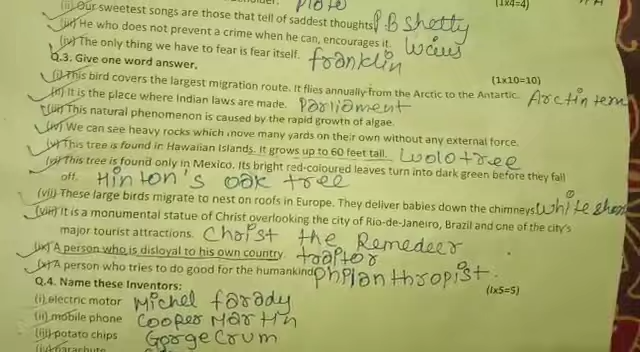 Plato (1x4=4)
(ii) Our sweetest songs are those that tell of saddest thoughts. P B Shetty
(iii) He who does not prevent a crime when he can, encourages it.
(iv) The only thing we have to fear is fear itself. franklin
Q.3. Give one word answer. (1x10=10)
(i) This bird covers the largest migration route. It flies annually from the Arctic to the Antartic. Arctin tern
(ii) It is the place where Indian laws are made. Parliament
(iii) This natural phenomenon is caused by the rapid growth of algae.
(iv) We can see heavy rocks which move many yards on their own without any external force.
(v) This tree is found in Hawaiian Islands. It grows up to 60 feet tall. Lwolo tree
(vi) This tree is found only in Mexico. Its bright red-coloured leaves turn into dark green before they fall
off. Hinton's oak tree
(vii) These large birds migrate to nest on roofs in Europe. They deliver babies down the chimneys. White
(viii) It is a monumental statue of Christ overlooking the city of Rio-de-Janeiro, Brazil and one of the city's
major tourist attractions. Christ the Remedeer
(ix) A person who is disloyal to his own country. traitor
(x) A person who tries to do good for the humankind. Philanthropist.
Q.4. Name these Inventors: (1x5=5)
(i) electric motor Michel farady
(ii) mobile phone Cooper Martin
(iii) potato chips Gorge Crum
(iv) parachute